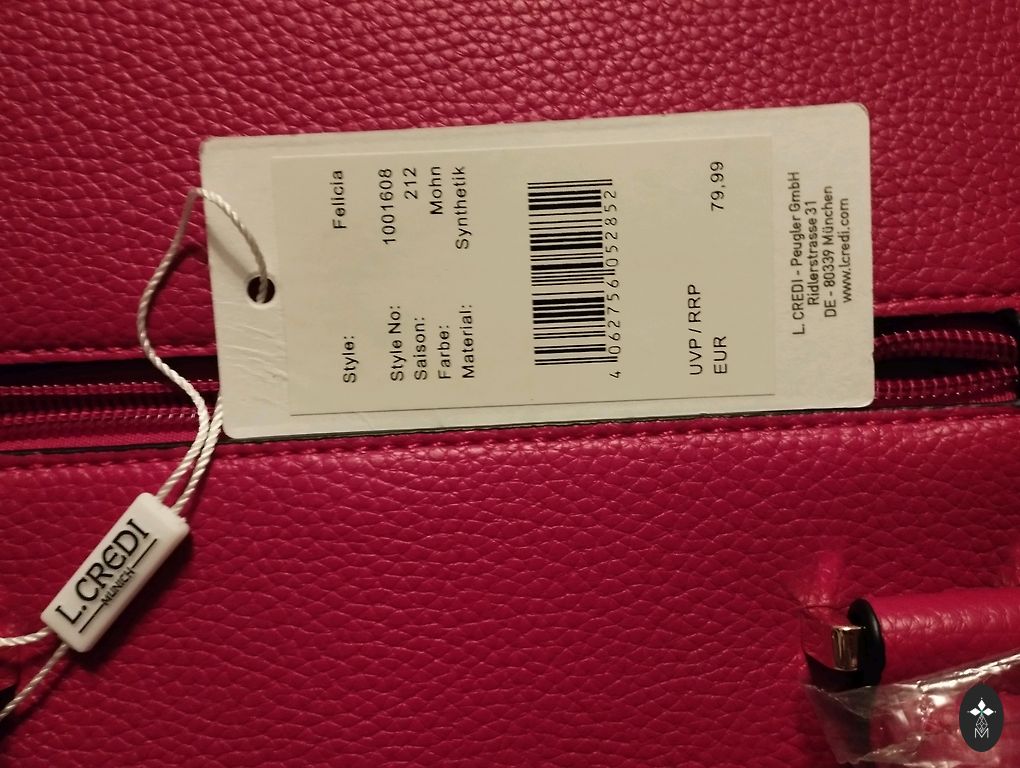 Style: Felicia
Style No: 1001608
Saison: 212
Farbe: Mohn
Material: Synthetik
4 062756 052852
UVP / RRP
EUR 79,99
L. CREDI - Peugler GmbH
Ridlerstrasse 31
DE - 80339 München
www.lcredi.com
L. CREDI
MUNICH
M